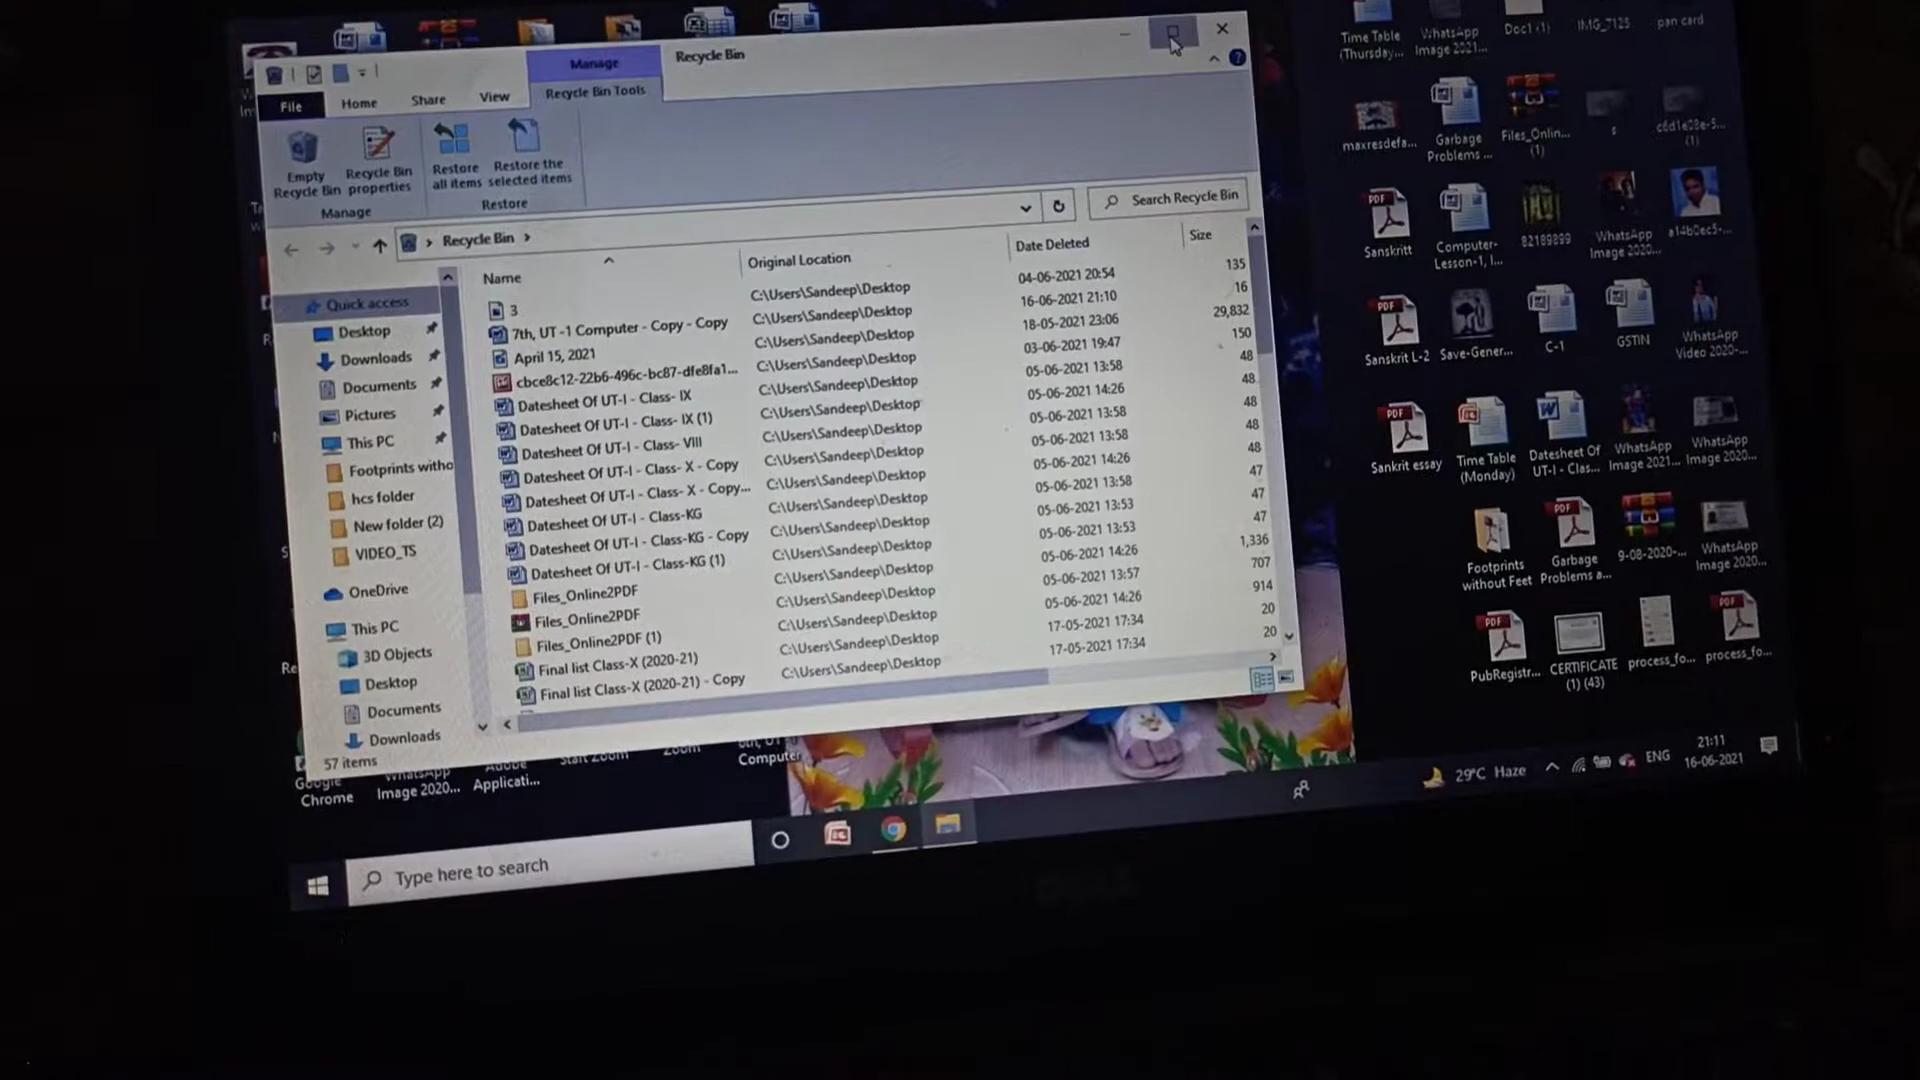 Manage
Recycle Bin
File
Home
Share
View
Recycle Bin Tools
Empty
Recycle Bin
Recycle Bin
properties
Restore
all items
Restore the
selected items
Manage
Restore
Recycle Bin
Search Recycle Bin
Name
Original Location
Date Deleted
Size
3
C:\Users\Sandeep\Desktop
04-06-2021 20:54
135
7th, UT -1 Computer - Copy - Copy
C:\Users\Sandeep\Desktop
16-06-2021 21:10
16
April 15, 2021
C:\Users\Sandeep\Desktop
18-05-2021 23:06
29,832
cbce8c12-22b6-496c-bc87-dfe8fa1...
C:\Users\Sandeep\Desktop
03-06-2021 19:47
150
Datesheet Of UT-I - Class- IX
C:\Users\Sandeep\Desktop
05-06-2021 13:58
48
Datesheet Of UT-I - Class- IX (1)
C:\Users\Sandeep\Desktop
05-06-2021 14:26
48
Datesheet Of UT-I - Class- VIII
C:\Users\Sandeep\Desktop
05-06-2021 13:58
48
Datesheet Of UT-I - Class- X - Copy
C:\Users\Sandeep\Desktop
05-06-2021 13:58
48
Datesheet Of UT-I - Class- X - Copy...
C:\Users\Sandeep\Desktop
05-06-2021 14:26
48
Datesheet Of UT-I - Class-KG
C:\Users\Sandeep\Desktop
05-06-2021 13:58
47
Datesheet Of UT-I - Class-KG - Copy
C:\Users\Sandeep\Desktop
05-06-2021 13:53
47
Datesheet Of UT-I - Class-KG (1)
C:\Users\Sandeep\Desktop
05-06-2021 13:53
47
Files_Online2PDF
C:\Users\Sandeep\Desktop
05-06-2021 14:26
1,336
Files_Online2PDF
C:\Users\Sandeep\Desktop
05-06-2021 13:57
707
Files_Online2PDF (1)
C:\Users\Sandeep\Desktop
05-06-2021 14:26
914
Final list Class-X (2020-21)
C:\Users\Sandeep\Desktop
17-05-2021 17:34
20
Final list Class-X (2020-21) - Copy
C:\Users\Sandeep\Desktop
17-05-2021 17:34
20
Quick access
Desktop
Downloads
Documents
Pictures
This PC
Footprints witho
hcs folder
New folder (2)
VIDEO_TS
OneDrive
This PC
3D Objects
Desktop
Documents
Downloads
57 items
Google
Chrome
WhatsApp
Image 2020...
Adobe
Applicati...
Start Zoom
Zoom
Computer
Time Table
(Thursday...
WhatsApp
Image 2021...
Doc1 (1)
IMG_7125
pan card
maxresdefa...
Garbage
Problems ...
Files_Onlin...
(1)
s
c6d1e08e-5...
(1)
Sanskritt
Computer-
Lesson-1, I...
82189899
WhatsApp
Image 2020...
a14b0ec5-...
Sanskrit L-2
Save-Gener...
C-1
GSTIN
WhatsApp
Video 2020-...
Sankrit essay
Time Table
(Monday)
Datesheet Of
UT-I - Clas...
WhatsApp
Image 2021...
WhatsApp
Image 2020...
Footprints
without Feet
Garbage
Problems a...
9-08-2020-...
WhatsApp
Image 2020...
PubRegistr...
CERTIFICATE
(1) (43)
process_fo...
process_fo...
Type here to search
29°C Haze
ENG
21:11
16-06-2021
DELL